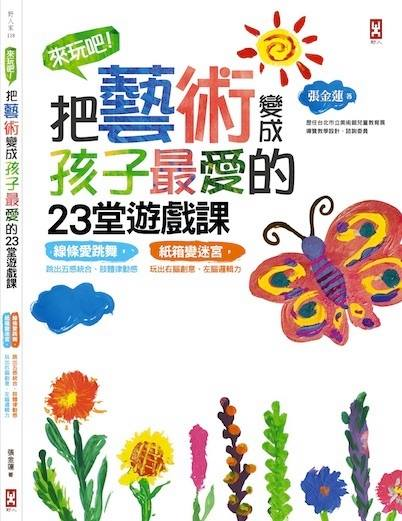 野人家 118
來玩吧！把藝術變成孩子最愛的23堂遊戲課
線條愛跳舞，跳出五感統合、肢體律動感
紙箱變迷宮，玩出右腦創意、左腦邏輯力
張金蓮 著
野人
來玩吧！
把藝術變成
孩子最愛的
23堂遊戲課
線條愛跳舞， 紙箱變迷宮，
跳出五感統合、肢體律動感 玩出右腦創意、左腦邏輯力
張金蓮 著
歷任台北市立美術館兒童教育展
導覽教學設計、諮詢委員
野人